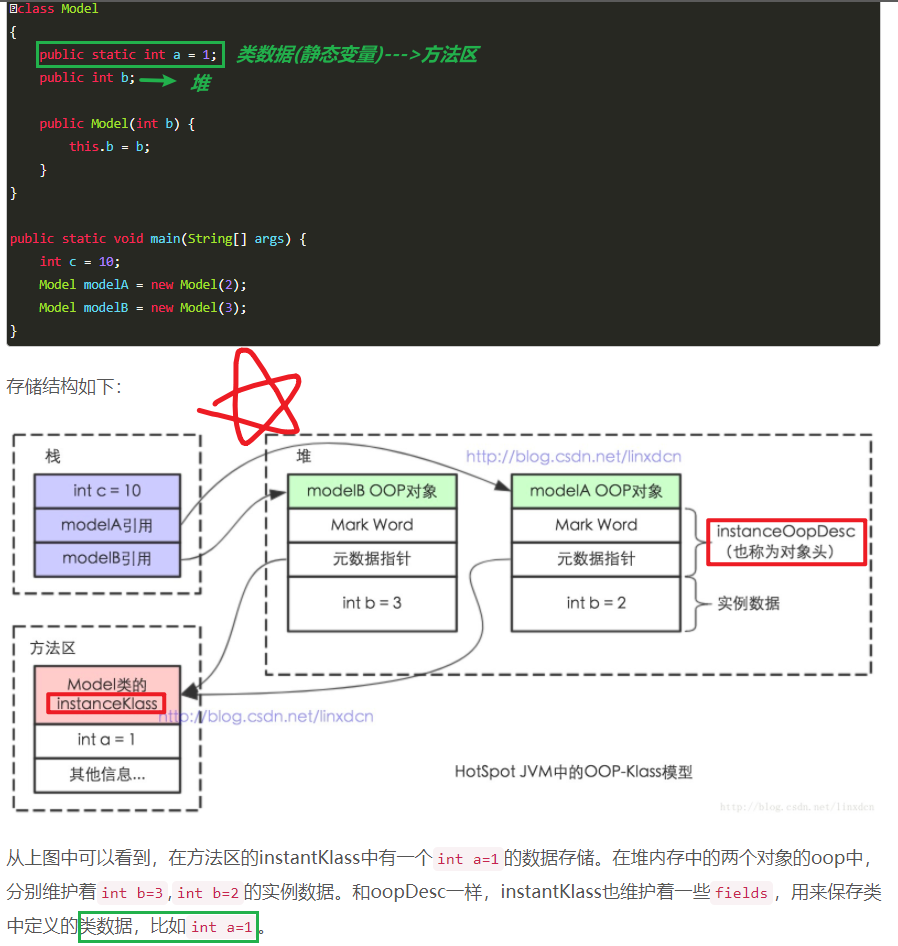 class Model
{
public static int a = 1; 类数据(静态变量)--->方法区
public int b; 堆
public Model(int b) {
this.b = b;
}
}
public static void main(String[] args) {
int c = 10;
Model modelA = new Model(2);
Model modelB = new Model(3);
}
存储结构如下:
栈
int c = 10
modelA引用
modelB引用
堆
http://blog.csdn.net/linxdcn
modelB OOP对象
Mark Word
元数据指针
int b = 3
modelA OOP对象
Mark Word
元数据指针
int b = 2
instanceOopDesc
（也称为对象头）
实例数据
方法区
Model类的
instanceKlass
http://blog.csdn.net/linxdcn
int a = 1
其他信息...
HotSpot JVM中的OOP-Klass模型
http://blog.csdn.net/linxdcn
从上图中可以看到，在方法区的instantKlass中有一个 int a=1 的数据存储。在堆内存中的两个对象的oop中，
分别维护着 int b=3 , int b=2 的实例数据。和oopDesc一样，instantKlass也维护着一些 fields ，用来保存类
中定义的类数据，比如 int a=1 。